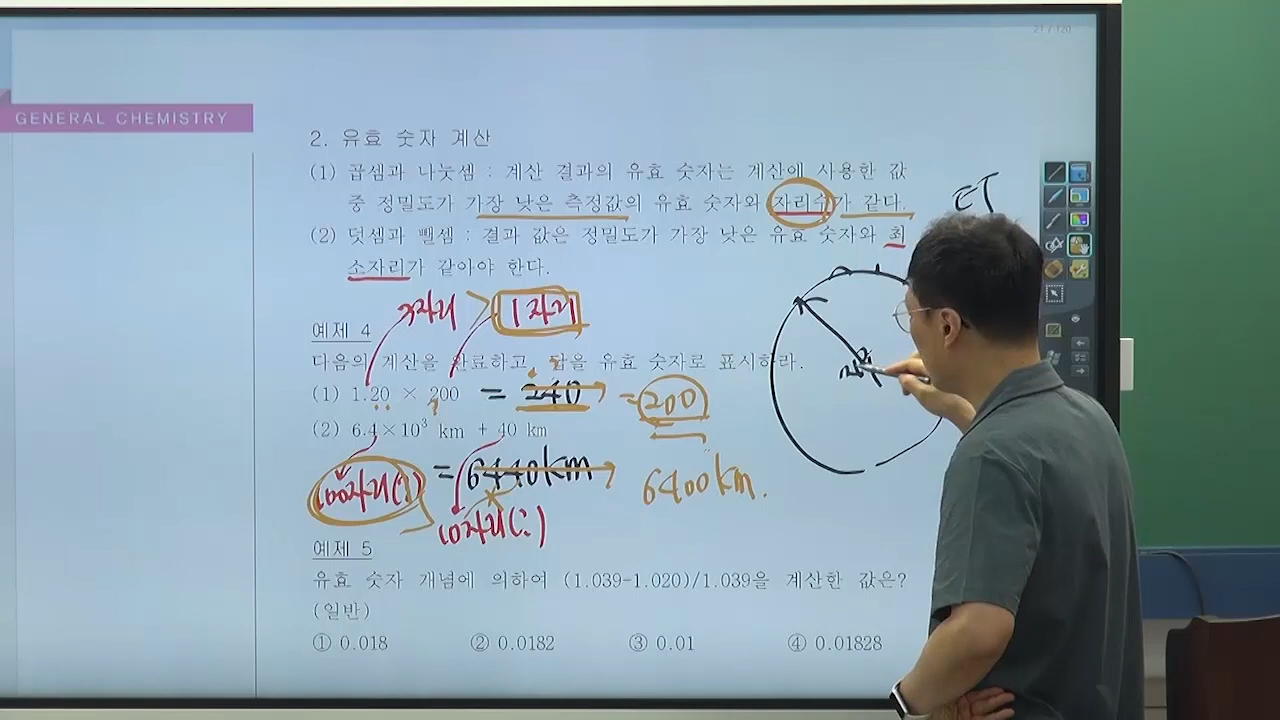 21 / 120
GENERAL CHEMISTRY
2. 유효 숫자 계산
(1) 곱셈과 나눗셈 : 계산 결과의 유효 숫자는 계산에 사용한 값
중 정밀도가 가장 낮은 측정값의 유효 숫자와 자리수가 같다.
(2) 덧셈과 뺄셈 : 결과 값은 정밀도가 가장 낮은 유효 숫자와 최
소자리가 같아야 한다.
3자리 1자리
예제 4
다음의 계산을 완료하고, 답을 유효 숫자로 표시하라.
(1) 1.20 × 200 = 240 = 200
(2) 6.4×10³ km + 40 km
= 6440km 6400km.
100자리 10자리
예제 5
유효 숫자 개념에 의하여 (1.039-1.020)/1.039을 계산한 값은?
(일반)
① 0.018 ② 0.0182 ③ 0.01 ④ 0.01828